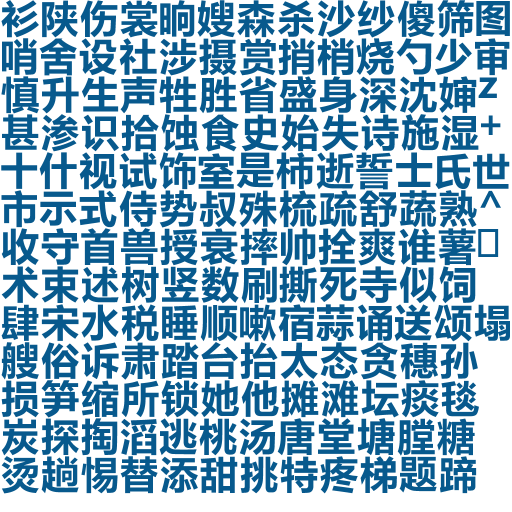 衫陕伤裳晌嫂森杀沙纱傻筛图
哨舍设社涉摄赏捎梢烧勺少审
慎升生声牲胜省盛身深沈婶z
甚渗识拾蚀食史始失诗施湿+
十什视试饰室是柿逝誓士氏世
市示式侍势叔殊梳疏舒蔬熟^
收守首兽授衰摔帅拴爽谁薯
术束述树竖数刷撕死寺似饲
肆宋水税睡顺嗽宿蒜诵送颂塌
艘俗诉肃踏台抬太态贪穗孙
损笋缩所锁她他摊滩坛痰毯
炭探掏滔逃桃汤唐堂塘膛糖
烫趟惕替添甜挑特疼梯题蹄